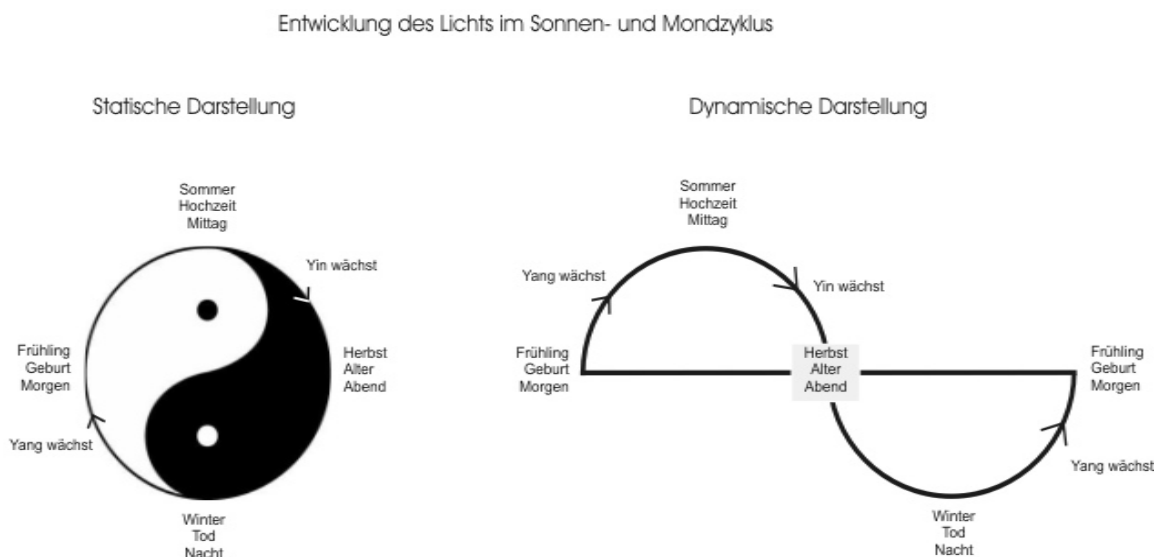 Entwicklung des Lichts im Sonnen- und Mondzyklus
Statische Darstellung
Sommer
Hochzeit
Mittag
Yin wächst
Frühling
Geburt
Morgen
Herbst
Alter
Abend
Yang wächst
Winter
Tod
Nacht
Dynamische Darstellung
Sommer
Hochzeit
Mittag
Yang wächst
Yin wächst
Frühling
Geburt
Morgen
Herbst
Alter
Abend
Frühling
Geburt
Morgen
Yang wächst
Winter
Tod
Nacht